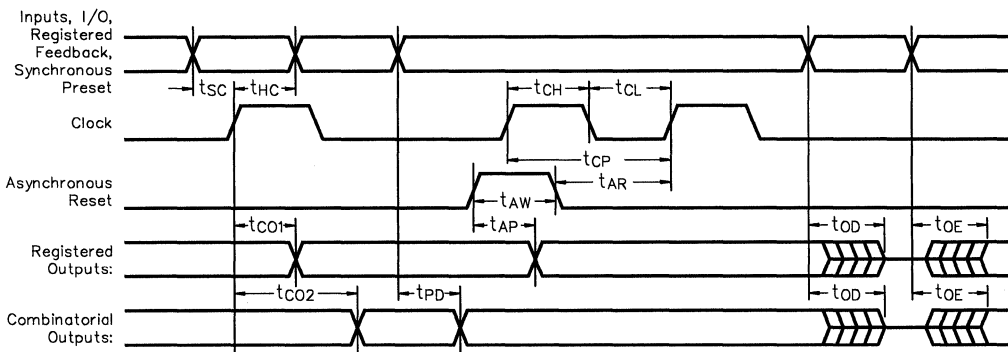 Inputs, I/O,
Registered
Feedback,
Synchronous
Preset
tSC
tHC
tCH
tCL
Clock
tCP
tAR
Asynchronous
Reset
tAW
tAP
tCO1
tOD
tOE
Registered
Outputs:
tCO2
tPD
tOD
tOE
Combinatorial
Outputs: